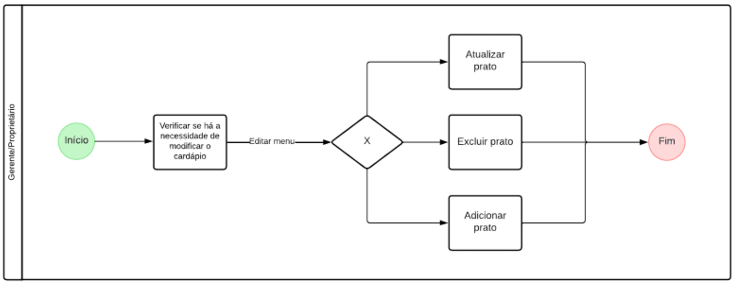 Gerente/Proprietário
Início
Verificar se há a
necessidade de
modificar o
cardápio
Editar menu
X
Atualizar
prato
Excluir prato
Adicionar
prato
Fim